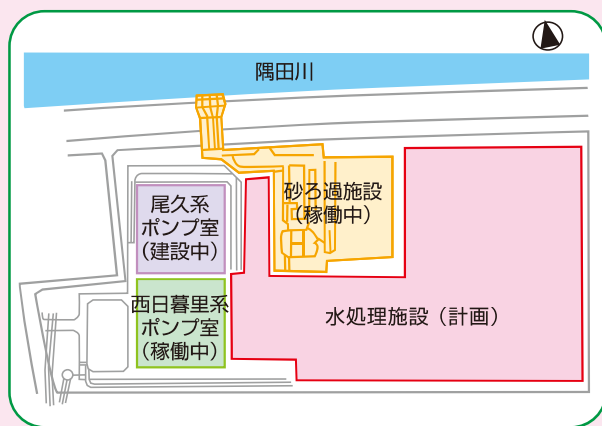 隅田川
砂ろ過施設
（稼働中）
尾久系
ポンプ室
（建設中）
西日暮里系
ポンプ室
（稼働中）
水処理施設（計画）